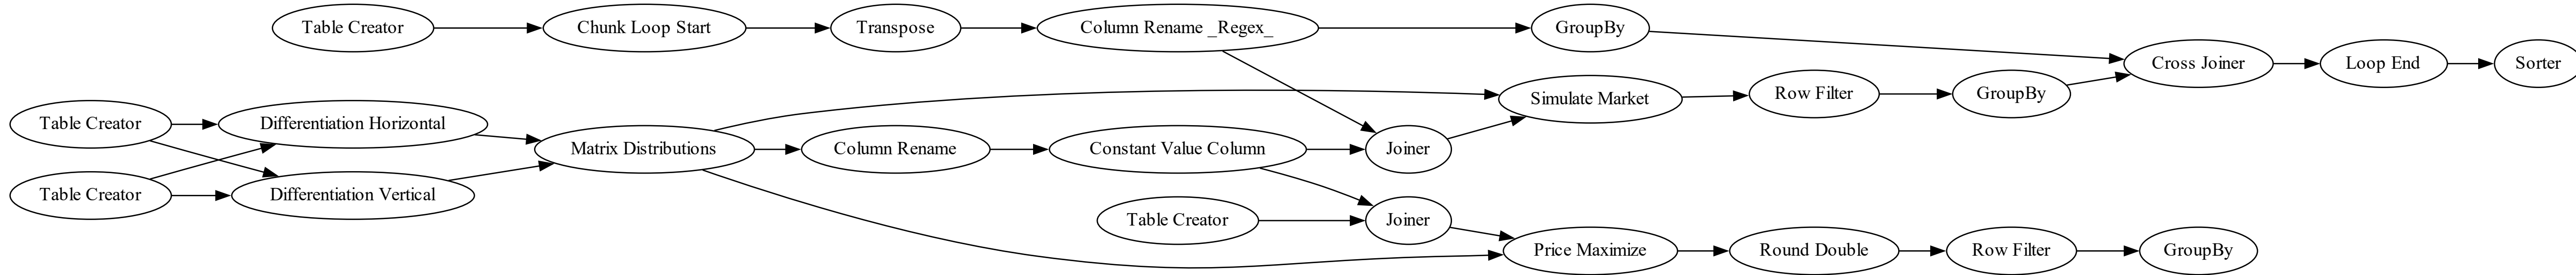 Table Creator
Chunk Loop Start
Transpose
Column Rename _Regex_
GroupBy
Cross Joiner
Loop End
Sorter
Table Creator
Differentiation Horizontal
Simulate Market
Row Filter
GroupBy
Matrix Distributions
Column Rename
Constant Value Column
Joiner
Table Creator
Differentiation Vertical
Table Creator
Joiner
Price Maximize
Round Double
Row Filter
GroupBy